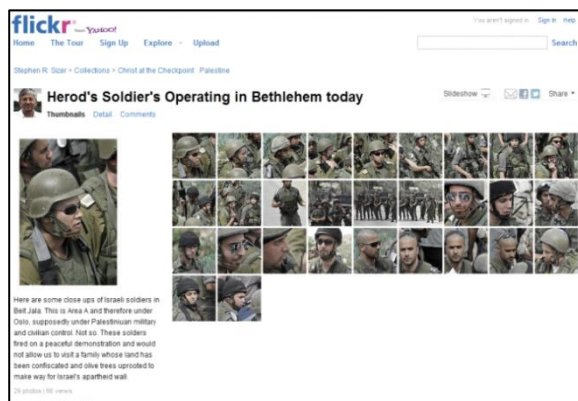 flickr from YAHOO!
You aren't signed in Sign In Help
Home The Tour Sign Up Explore Upload
Search
Stephen R. Sizer > Collections > Christ at the Checkpoint Palestine
Herod's Soldier's Operating in Bethlehem today
Slideshow Share
Thumbnails Detail Comments
Here are some close ups of Israeli soldiers in
Beit Jala. This is Area A and therefore under
Oslo, supposedly under Palestiniuan military
and civilian control. Not so. These solders
fired on a peaceful demonstration and would
not allow us to visit a family whose land has
been confiscated and olive trees uprooted to
make way for Israel's apartheid wall.
photos | views